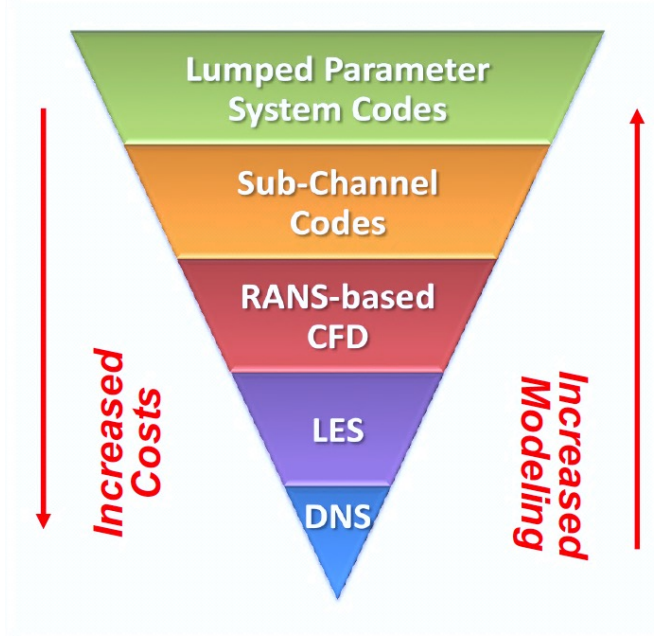 Lumped Parameter
System Codes
Sub-Channel
Codes
RANS-based
CFD
LES
DNS
Increased
Costs
Increased
Modeling